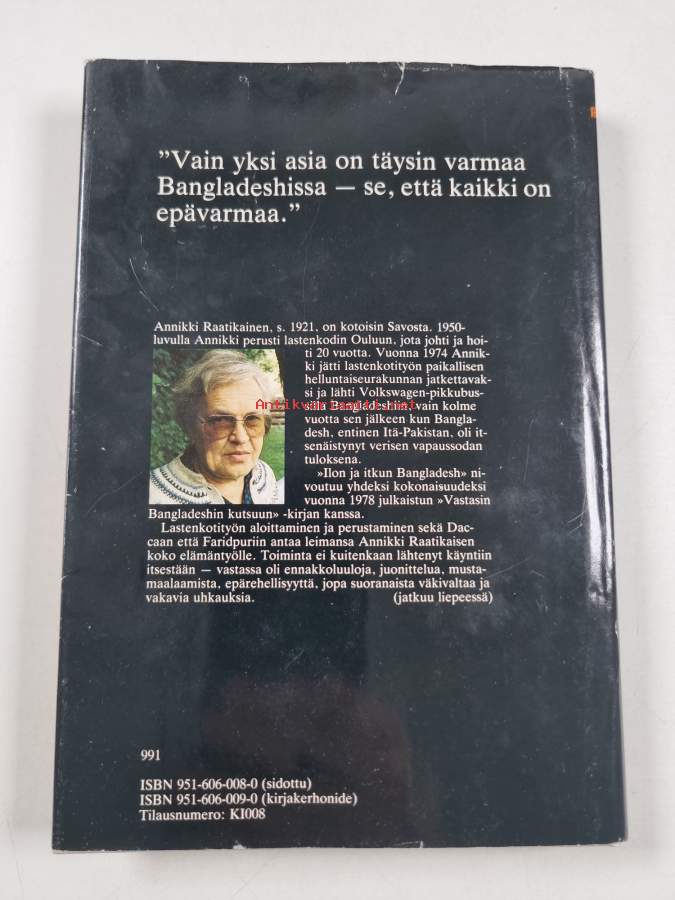 ”Vain yksi asia on täysin varmaa
Bangladeshissa — se, että kaikki on
epävarmaa.”
Annikki Raatikainen, s. 1921, on kotoisin Savosta. 1950-
luvulla Annikki perusti lastenkodin Ouluun, jota johti ja hoi-
ti 20 vuotta. Vuonna 1974 Annik-
ki jätti lastenkotityön paikallisen
helluntaiseurakunnan jatkettavak-
si ja lähti Volkswagen-pikkubus-
silla Bangladeshiin, vain kolme
Antikvariaatti.net
vuotta sen jälkeen kun Bangla-
desh, entinen Itä-Pakistan, oli it-
senäistynyt verisen vapaussodan
tuloksena.
»Ilon ja itkun Bangladesh» ni-
voutuu yhdeksi kokonaisuudeksi
vuonna 1978 julkaistun »Vastasin
Bangladeshin kutsuun» -kirjan kanssa.
Lastenkotityön aloittaminen ja perustaminen sekä Dac-
caan että Faridpuriin antaa leimansa Annikki Raatikaisen
koko elämäntyölle. Toiminta ei kuitenkaan lähtenyt käyntiin
itsestään — vastassa oli ennakkoluuloja, juonittelua, musta-
maalaamista, epärehellisyyttä, jopa suoranaista väkivaltaa ja
vakavia uhkauksia. (jatkuu liepeessä)
991
ISBN 951-606-008-0 (sidottu)
ISBN 951-606-009-0 (kirjakerhonide)
Tilausnumero: KI008